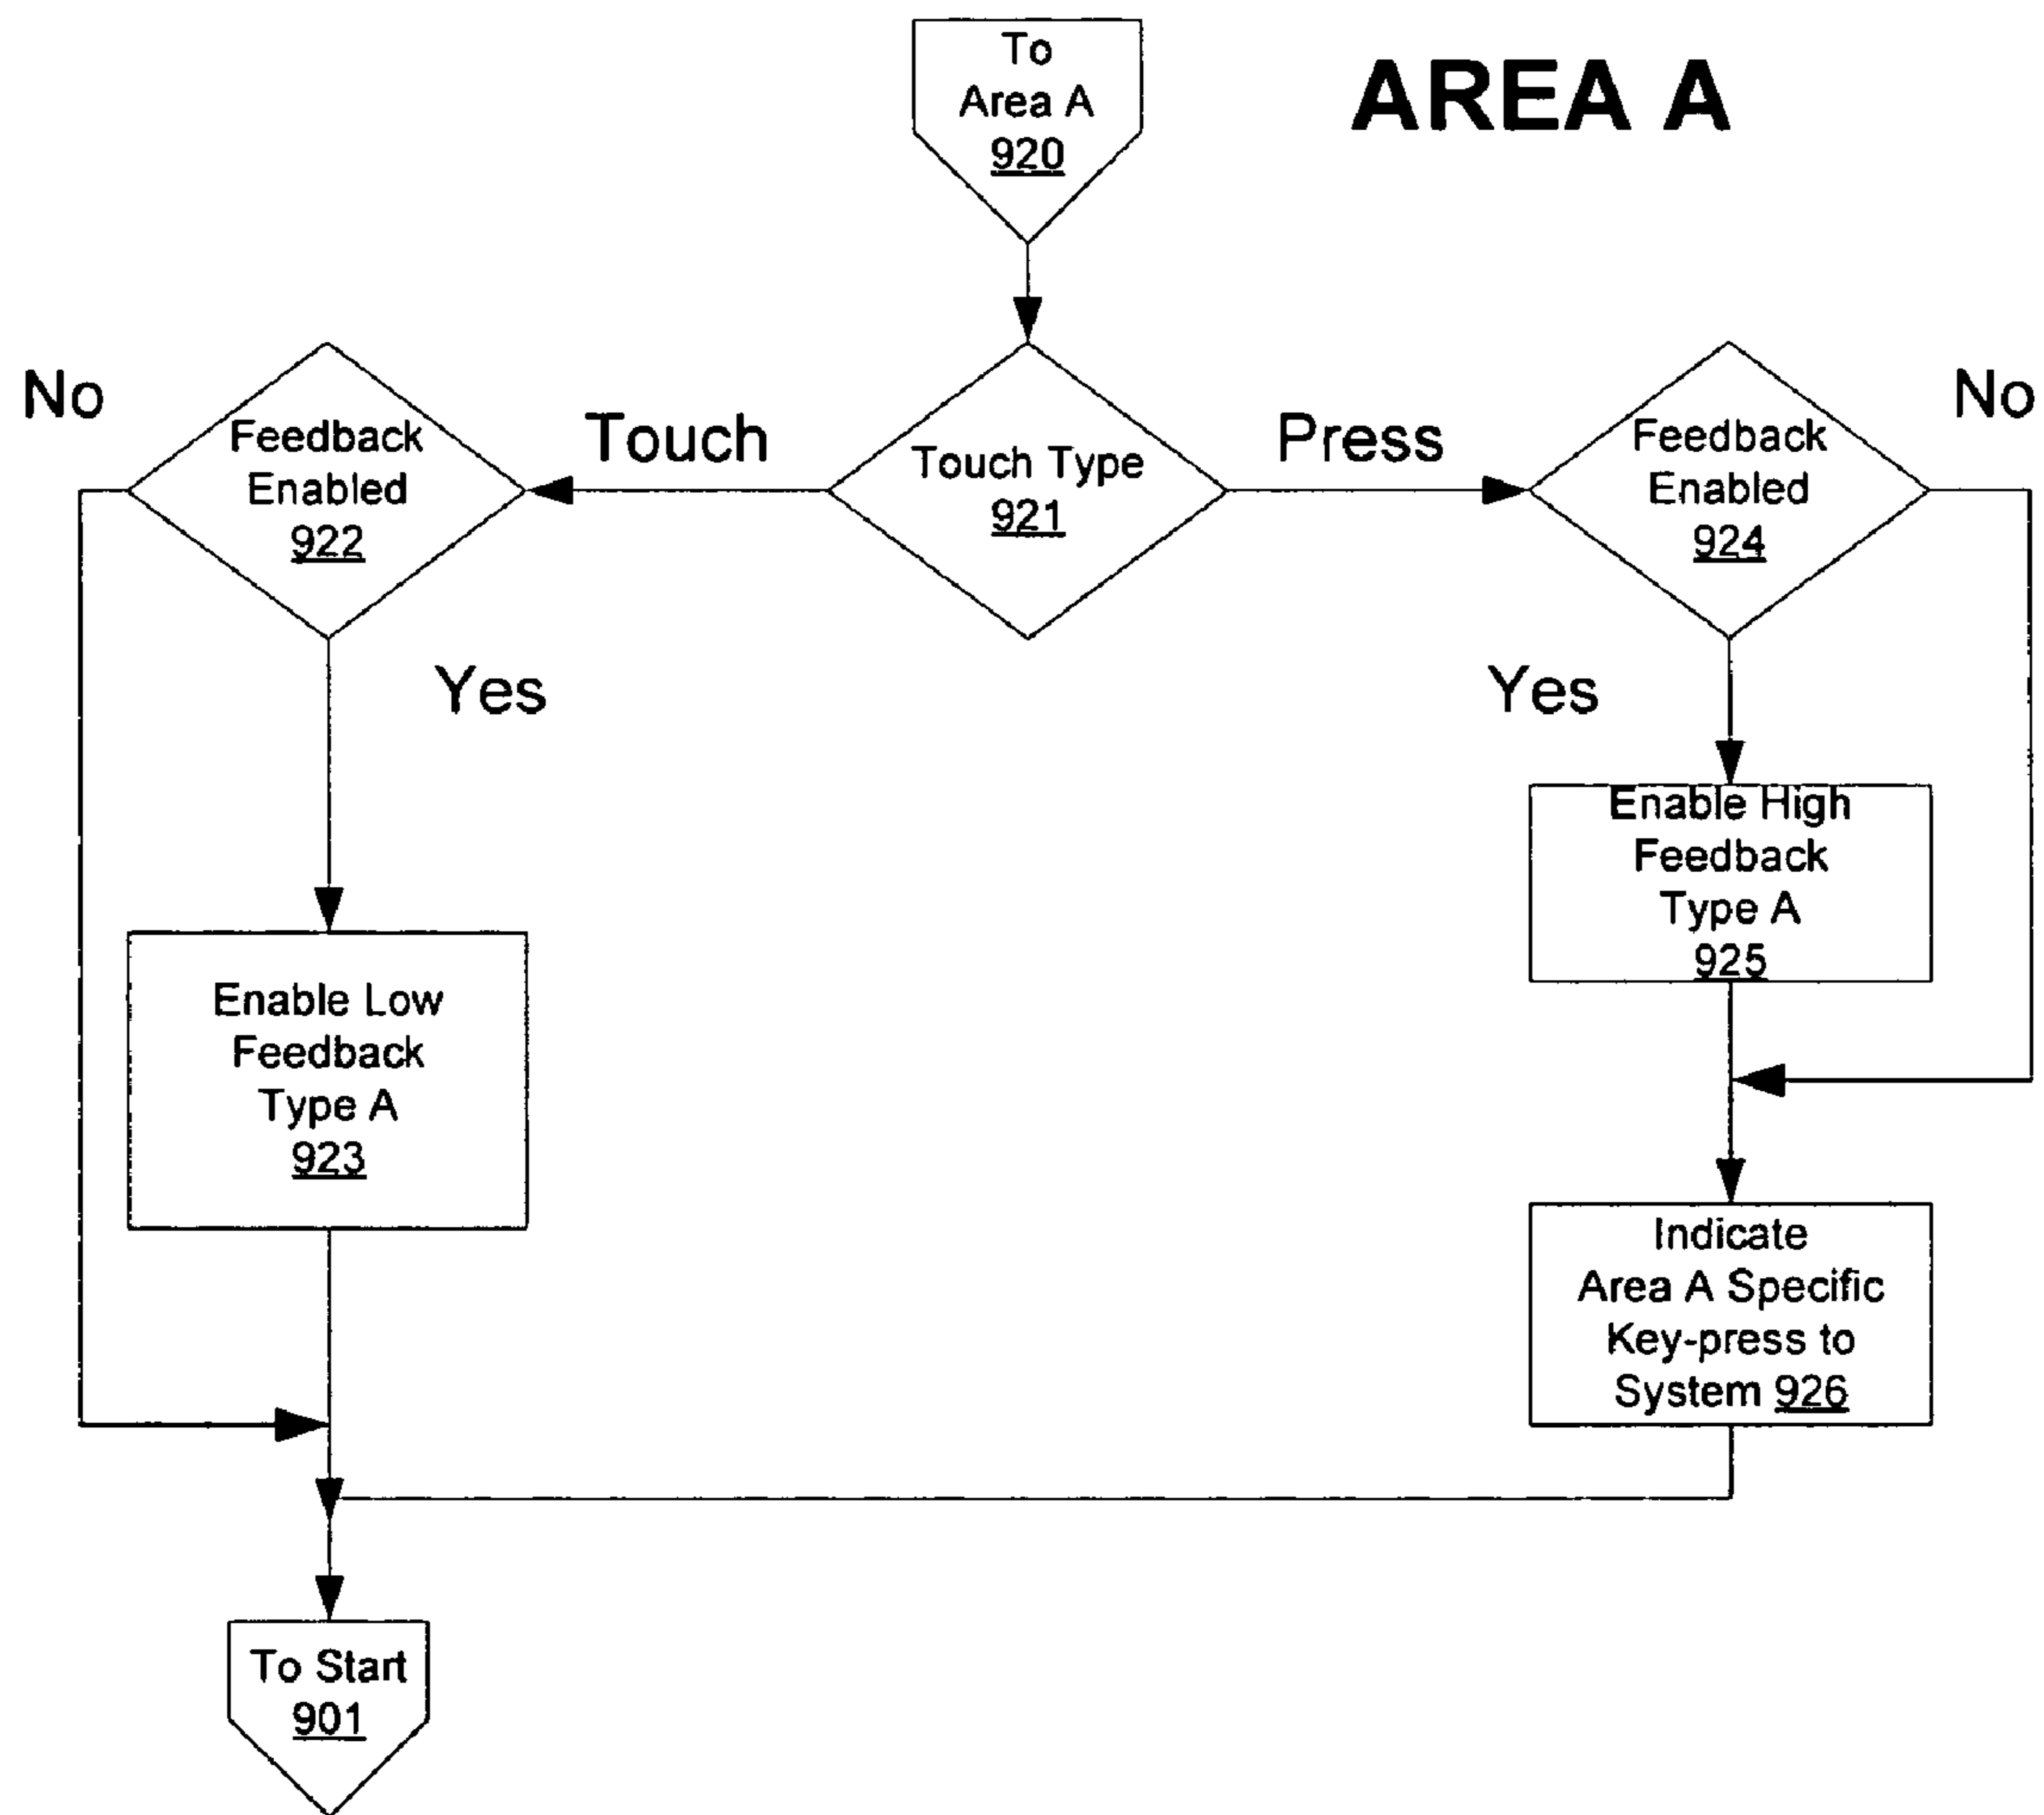 To
Area A
920
AREA A
No
Feedback
Enabled
922
Touch
Touch Type
921
Press
Feedback
Enabled
924
No
Yes
Yes
Enable High
Feedback
Type A
925
Enable Low
Feedback
Type A
923
Indicate
Area A Specific
Key-press to
System 926
To Start
901